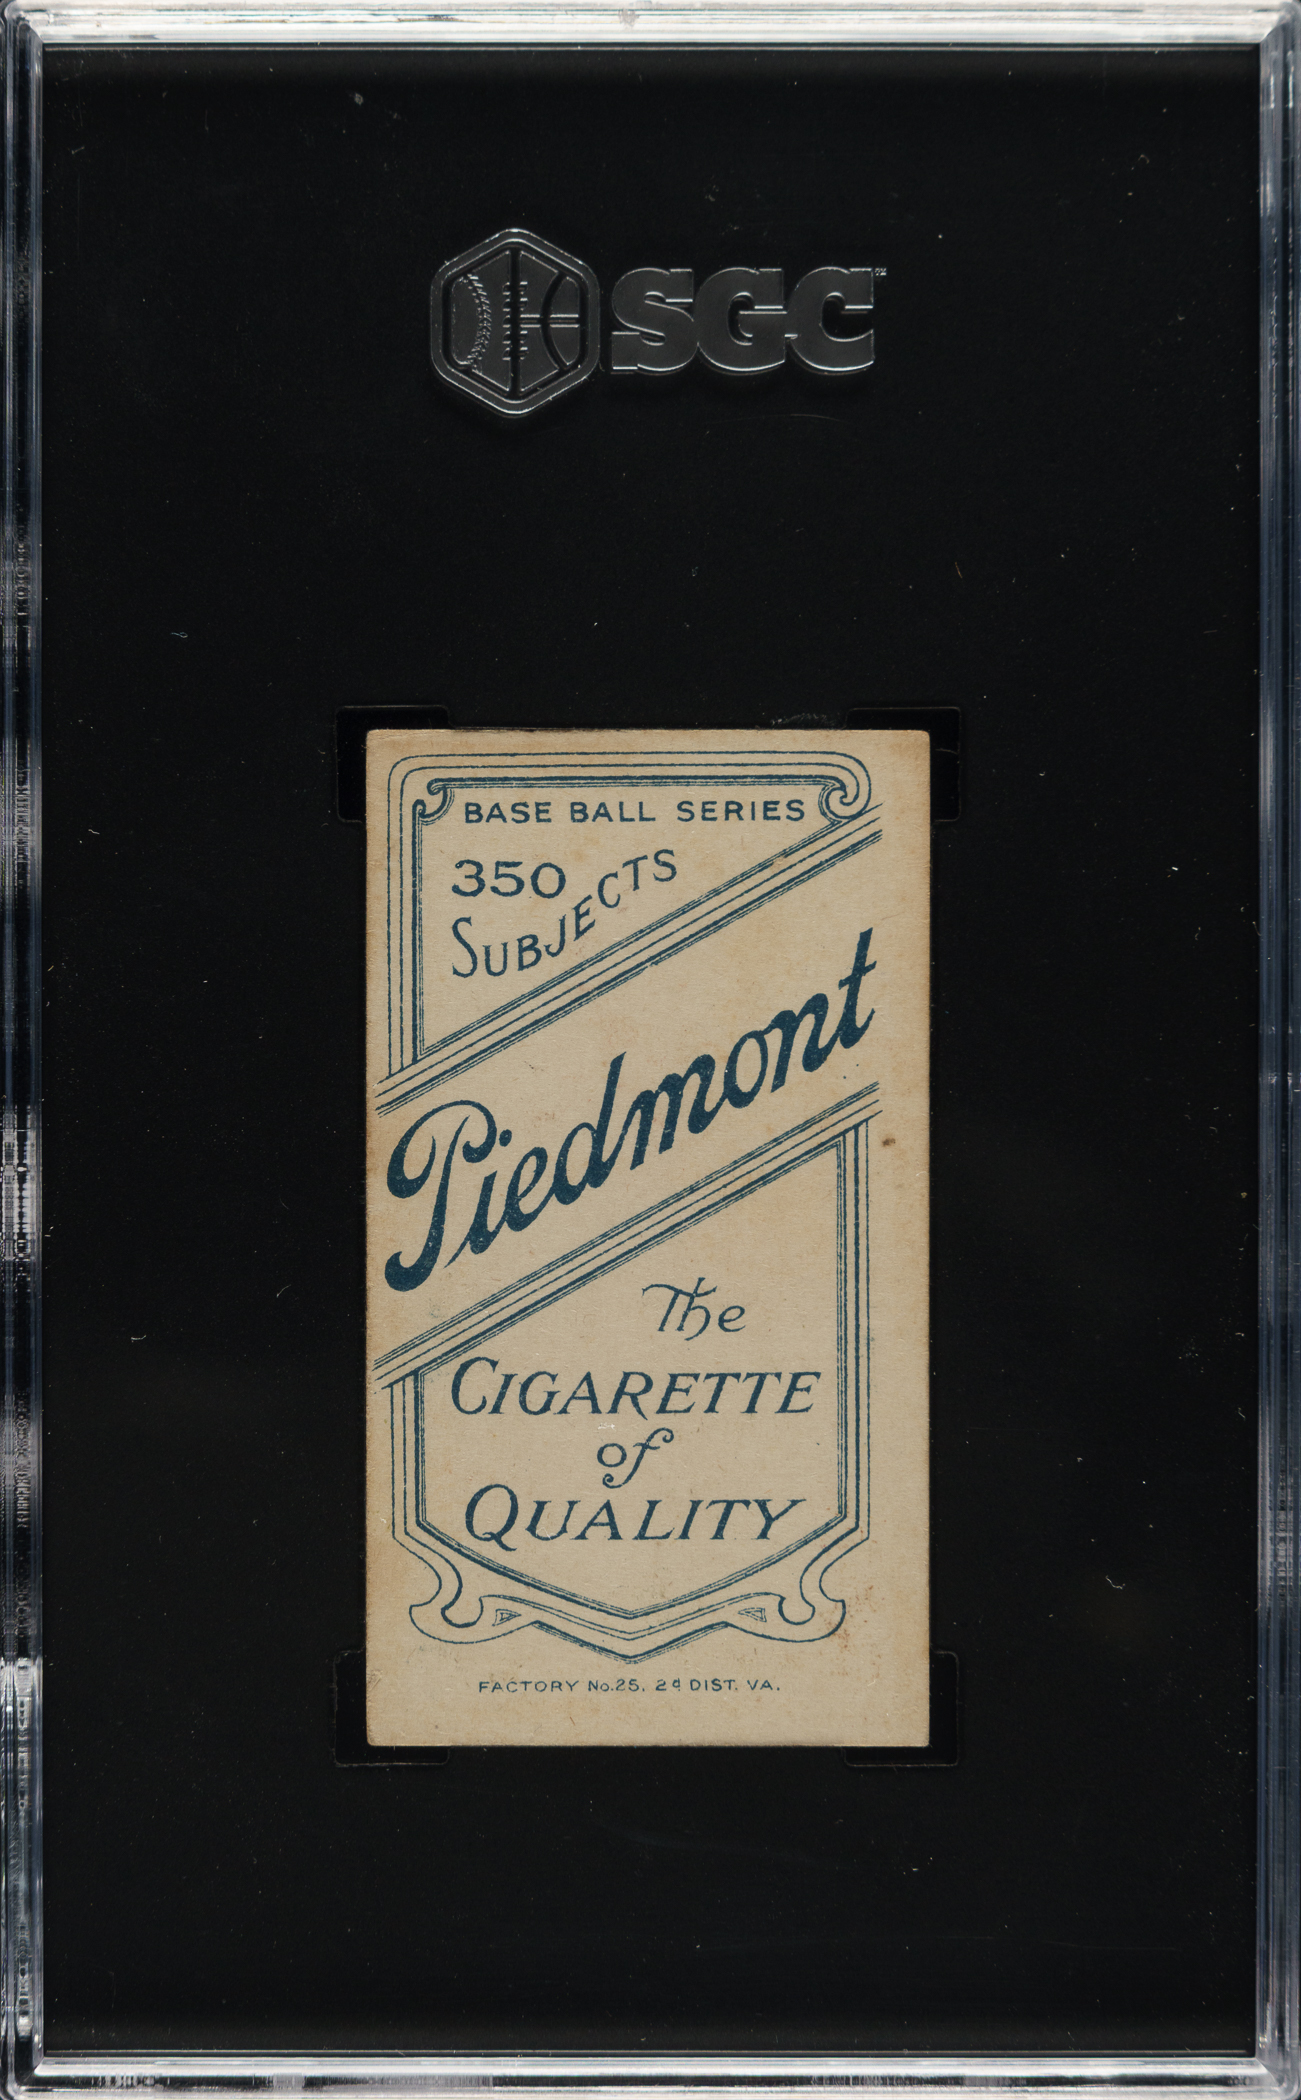 SGC
BASE BALL SERIES
350
SUBJECTS
Piedmont
The
CIGARETTE
of
QUALITY
FACTORY No. 25. 2d DIST. VA.